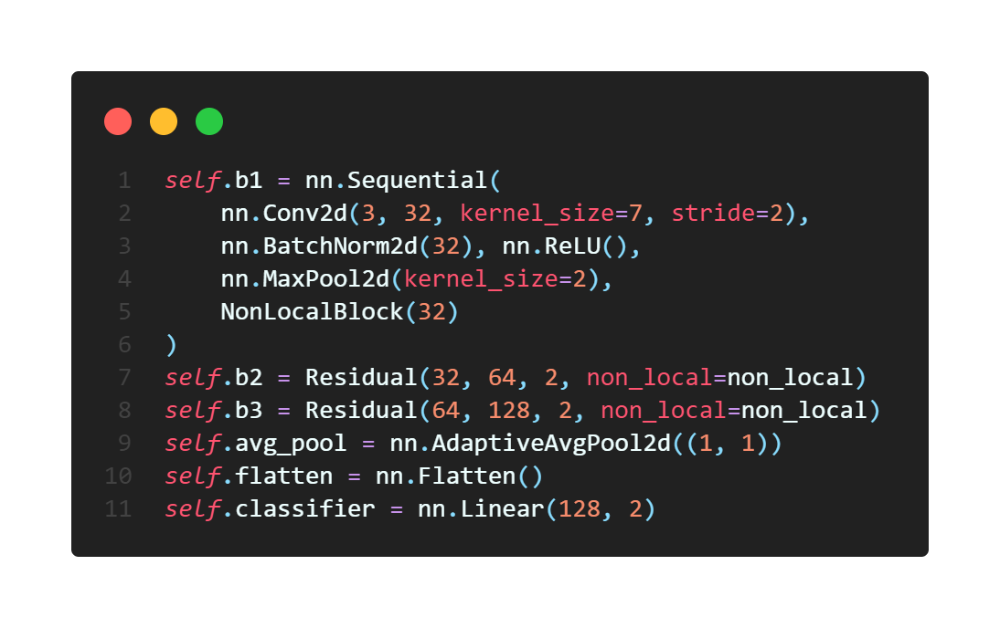 1 self.b1 = nn.Sequential(
2     nn.Conv2d(3, 32, kernel_size=7, stride=2),
3     nn.BatchNorm2d(32), nn.ReLU(),
4     nn.MaxPool2d(kernel_size=2),
5     NonLocalBlock(32)
6 )
7 self.b2 = Residual(32, 64, 2, non_local=non_local)
8 self.b3 = Residual(64, 128, 2, non_local=non_local)
9 self.avg_pool = nn.AdaptiveAvgPool2d((1, 1))
10 self.flatten = nn.Flatten()
11 self.classifier = nn.Linear(128, 2)